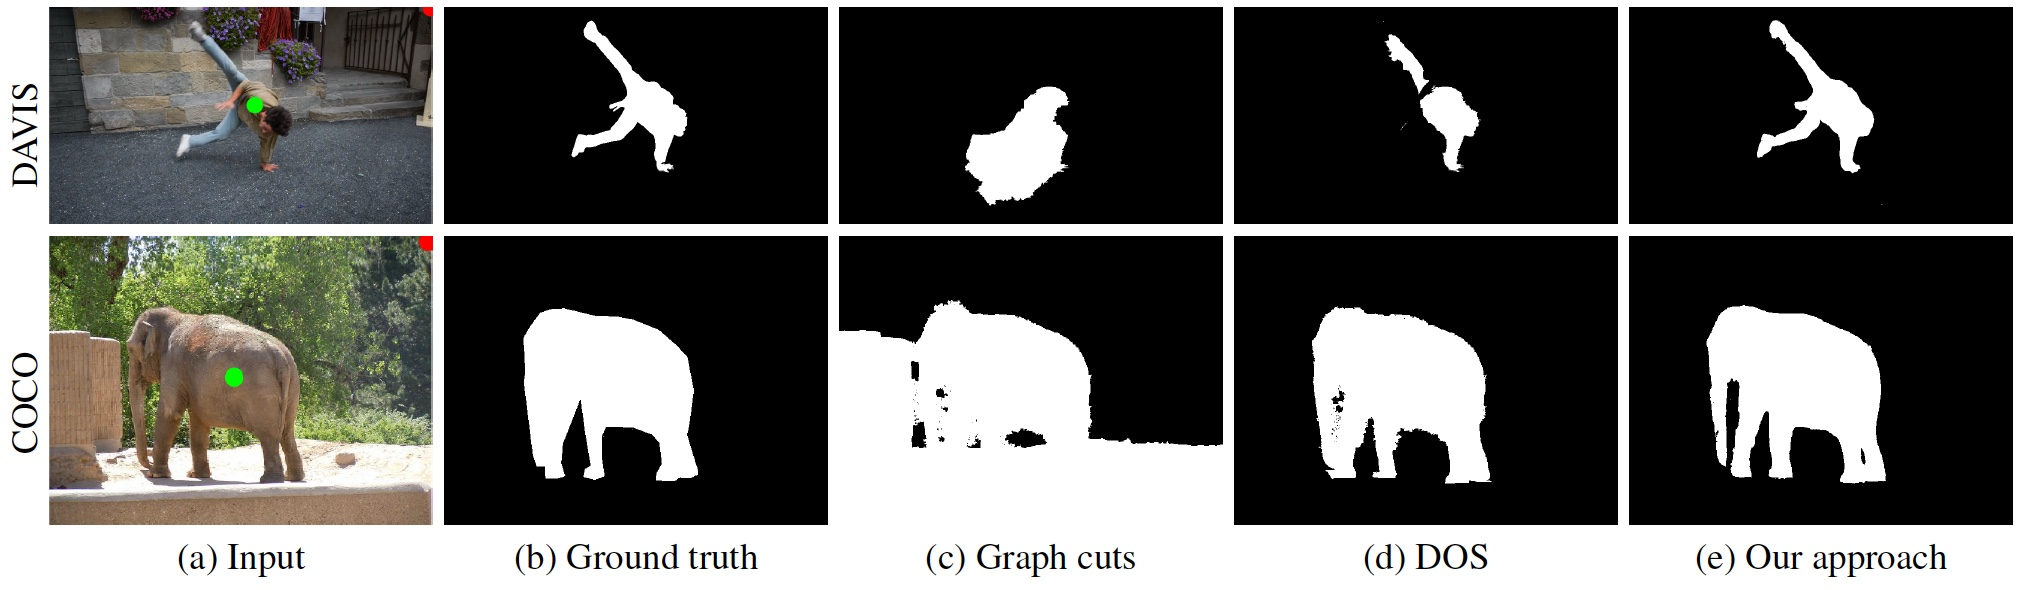 DAVIS
COCO
(a) Input
(b) Ground truth
(c) Graph cuts
(d) DOS
(e) Our approach